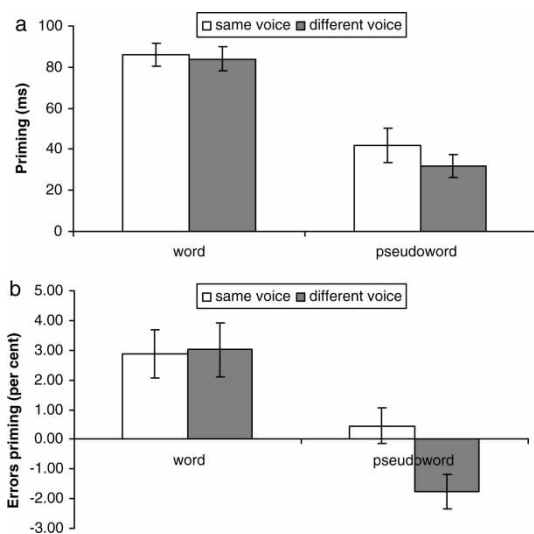 a
same voice different voice
Priming (ms)
100
80
60
40
20
0
word pseudoword
b
same voice different voice
Errors priming (per cent)
5.00
4.00
3.00
2.00
1.00
0.00
-1.00
-2.00
-3.00
word pseudoword